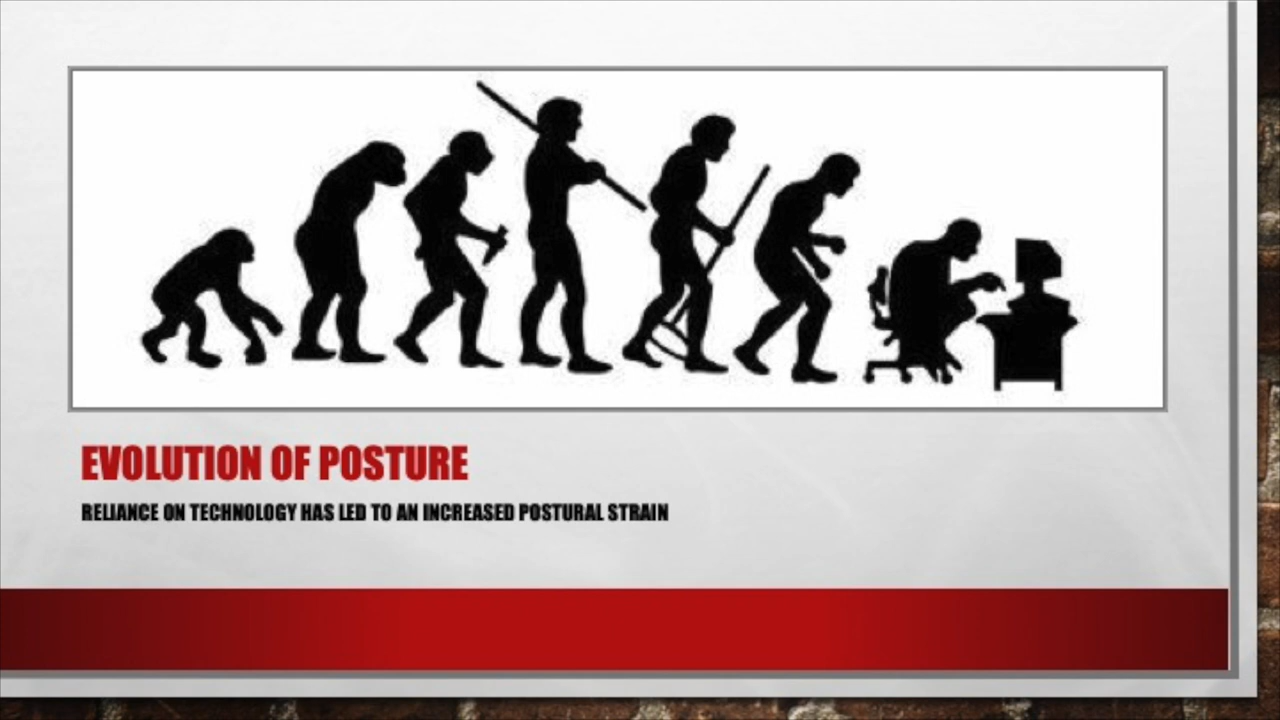 EVOLUTION OF POSTURE
RELIANCE ON TECHNOLOGY HAS LED TO AN INCREASED POSTURAL STRAIN